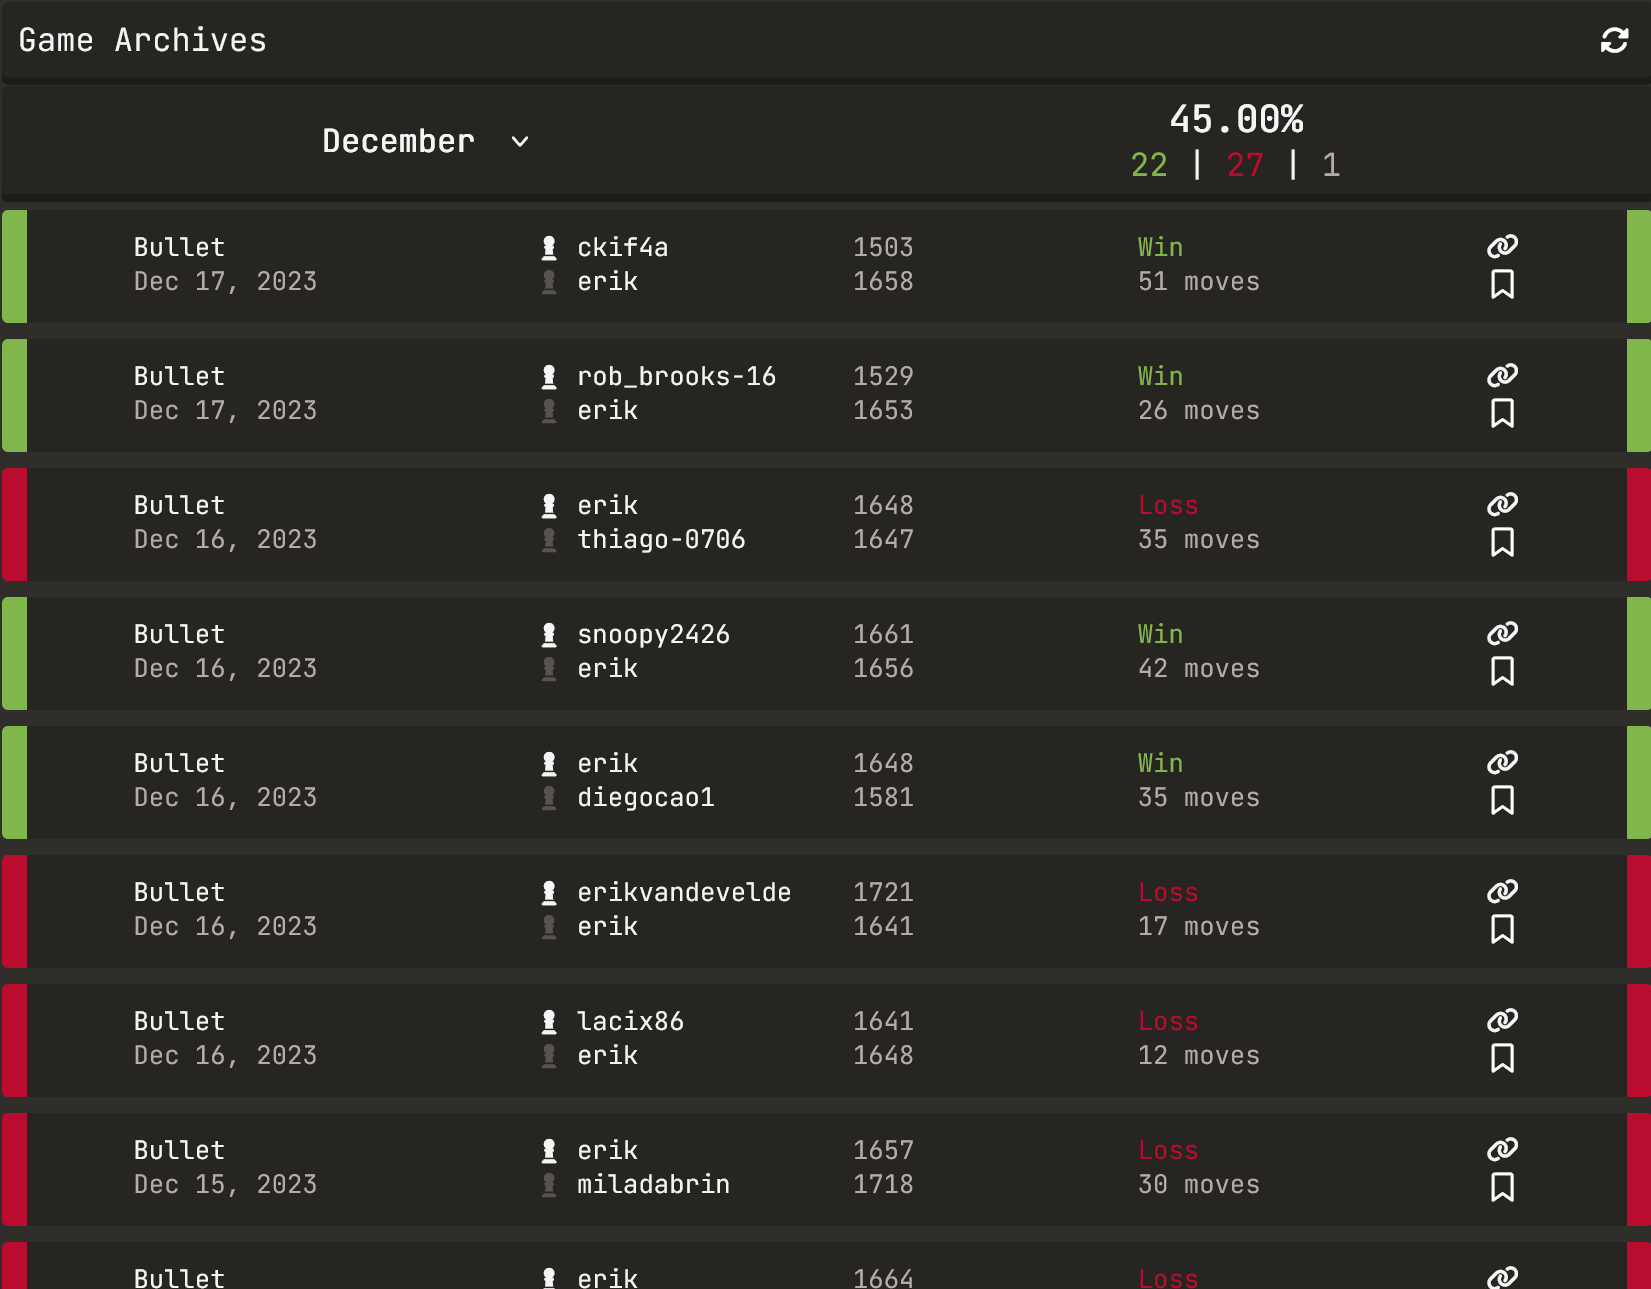 Game Archives
December
45.00%
22 | 27 | 1
Bullet ckif4a 1503 Win
Dec 17, 2023 erik 1658 51 moves
Bullet rob_brooks-16 1529 Win
Dec 17, 2023 erik 1653 26 moves
Bullet erik 1648 Loss
Dec 16, 2023 thiago-0706 1647 35 moves
Bullet snoopy2426 1661 Win
Dec 16, 2023 erik 1656 42 moves
Bullet erik 1648 Win
Dec 16, 2023 diegocao1 1581 35 moves
Bullet erikvandevelde 1721 Loss
Dec 16, 2023 erik 1641 17 moves
Bullet lacix86 1641 Loss
Dec 16, 2023 erik 1648 12 moves
Bullet erik 1657 Loss
Dec 15, 2023 miladabrin 1718 30 moves
Bullet erik 1664 Loss